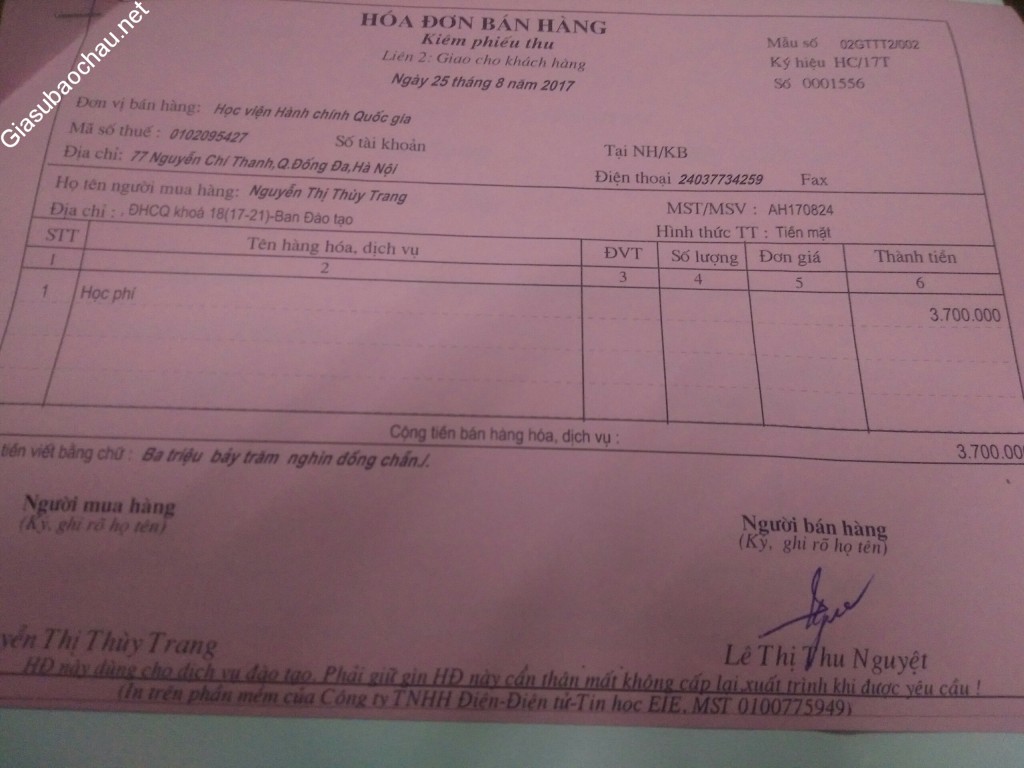 Giasubaochau.net
HÓA ĐƠN BÁN HÀNG
Kiêm phiếu thu
Liên 2: Giao cho khách hàng
Ngày 25 tháng 8 năm 2017
Mẫu số 02GTTT2/002
Ký hiệu HC/17T
Số 0001556
Đơn vị bán hàng: Học viện Hành chính Quốc gia
Mã số thuế : 0102095427 Số tài khoản Tại NH/KB
Địa chỉ: 77 Nguyễn Chí Thanh,Q.Đống Đa,Hà Nội Điện thoại 24037734259 Fax
Họ tên người mua hàng: Nguyễn Thị Thùy Trang MST/MSV : AH170824
Địa chỉ : . ĐHCQ khoá 18(17-21)-Ban Đào tạo Hình thức TT : Tiền mặt
STT Tên hàng hóa, dịch vụ ĐVT Số lượng Đơn giá Thành tiền
1 2 3 4 5 6
1 Học phí 3.700.000
Cộng tiền bán hàng hóa, dịch vụ : 3.700.00
tiền viết bằng chữ : Ba triệu bảy trăm nghìn đồng chẵn./.
Người mua hàng
(Ký, ghi rõ họ tên)
Người bán hàng
(Ký, ghi rõ họ tên)
yễn Thị Thùy Trang
Lê Thị Thu Nguyệt
HĐ này dùng cho dịch vụ đào tạo. Phải giữ gìn HĐ này cẩn thân mất không cấp lại,xuất trình khi được yêu cầu !
(In trên phần mềm của Công ty TNHH Điện-Điện tử-Tin học EIE, MST 0100775949)